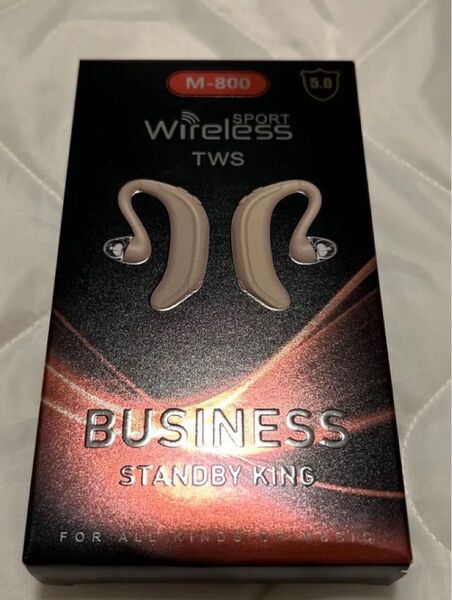 M-800
5.0
SPORT
Wireless
TWS
BUSINESS
STANDBY KING
FOR ALL KINDS OF MUSIC